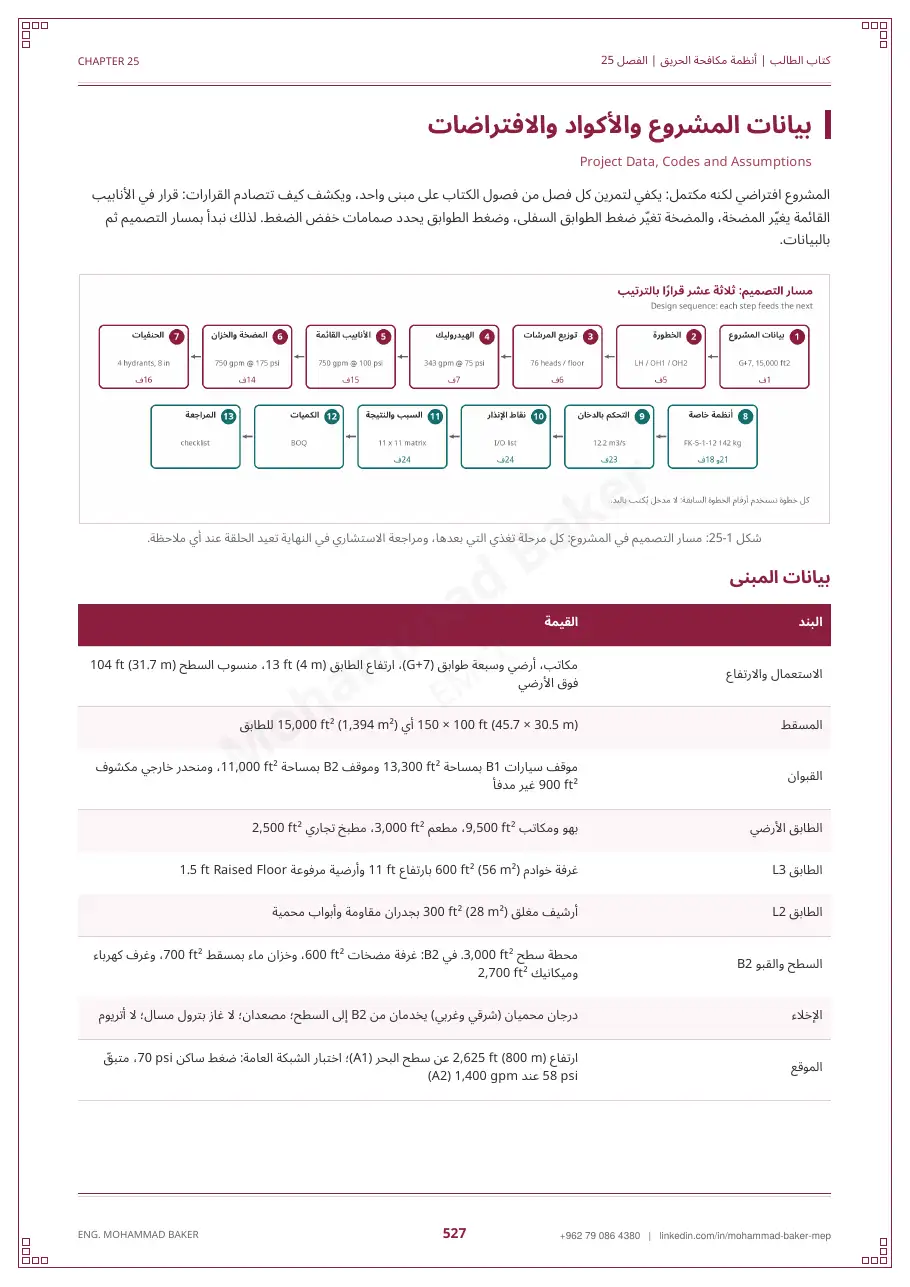 كتاب الطالب | أنظمة مكافحة الحريق | الفصل 25
CHAPTER 25
بيانات المشروع والأكواد والافتراضات
Project Data, Codes and Assumptions
المشروع افتراضي لكنه مكتمل: يكفي لتمرين كل فصل من فصول الكتاب على مبنى واحد، ويكشف كيف تتصادم القرارات: قرار في الأنابيب
القائمة يغيّر المضخة، والمضخة تغيّر ضغط الطوابق السفلى، وضغط الطوابق يحدد صمامات خفض الضغط. لذلك نبدأ بمسار التصميم ثم
بالبيانات.
مسار التصميم: ثلاثة عشر قرارًا بالترتيب
Design sequence: each step feeds the next
1 بيانات المشروع
G+7, 15,000 ft2
ف1
2 الخطورة
LH / OH1 / OH2
ف5
3 توزيع المرشات
76 heads / floor
ف6
4 الهيدروليك
343 gpm @ 75 psi
ف7
5 الأنابيب القائمة
750 gpm @ 100 psi
ف15
6 المضخة والخزان
750 gpm @ 175 psi
ف14
7 الحنفيات
4 hydrants, 8 in
ف16
8 أنظمة خاصة
FK-5-1-12 142 kg
ف18 و21
9 التحكم بالدخان
12.2 m3/s
ف23
10 نقاط الإنذار
I/O list
ف24
11 السبب والنتيجة
11 x 11 matrix
ف24
12 الكميات
BOQ
13 المراجعة
checklist
كل خطوة تستخدم أرقام الخطوة السابقة: لا مدخل يُكتب باليد.
شكل 1-25: مسار التصميم في المشروع: كل مرحلة تغذي التي بعدها، ومراجعة الاستشاري في النهاية تعيد الحلقة عند أي ملاحظة.
بيانات المبنى
البند القيمة
الاستعمال والارتفاع
مكاتب، أرضي وسبعة طوابق (G+7)، ارتفاع الطابق 13 ft (4 m)، منسوب السطح 104 ft (31.7 m)
فوق الأرضي
المسقط
150 × 100 ft (45.7 × 30.5 m) أي 15,000 ft² (1,394 m²) للطابق
القبوان
موقف سيارات B1 بمساحة 13,300 ft² وموقف B2 بمساحة 11,000 ft²، ومنحدر خارجي مكشوف
900 ft² غير مدفأ
الطابق الأرضي
بهو ومكاتب 9,500 ft²، مطعم 3,000 ft²، مطبخ تجاري 2,500 ft²
الطابق L3
غرفة خوادم 600 ft² (56 m²) بارتفاع 11 ft وأرضية مرفوعة 1.5 ft Raised Floor
الطابق L2
أرشيف مغلق 300 ft² (28 m²) بجدران مقاومة وأبواب محمية
السطح والقبو B2
محطة سطح 3,000 ft². في B2: غرفة مضخات 600 ft²، وخزان ماء بمسقط 700 ft²، وغرف كهرباء
وميكانيك 2,700 ft²
الإخلاء
درجان محميان (شرقي وغربي) يخدمان من B2 إلى السطح؛ مصعدان؛ لا غاز بترول مسال؛ لا أتريوم
الموقع
ارتفاع 2,625 ft (800 m) عن سطح البحر (A1)؛ اختبار الشبكة العامة: ضغط ساكن 70 psi، متبقّ
58 psi عند 1,400 gpm (A2)
Mohammad Baker
ENG. MOHAMMAD BAKER
527
+962 79 086 4380 | linkedin.com/in/mohammad-baker-mep